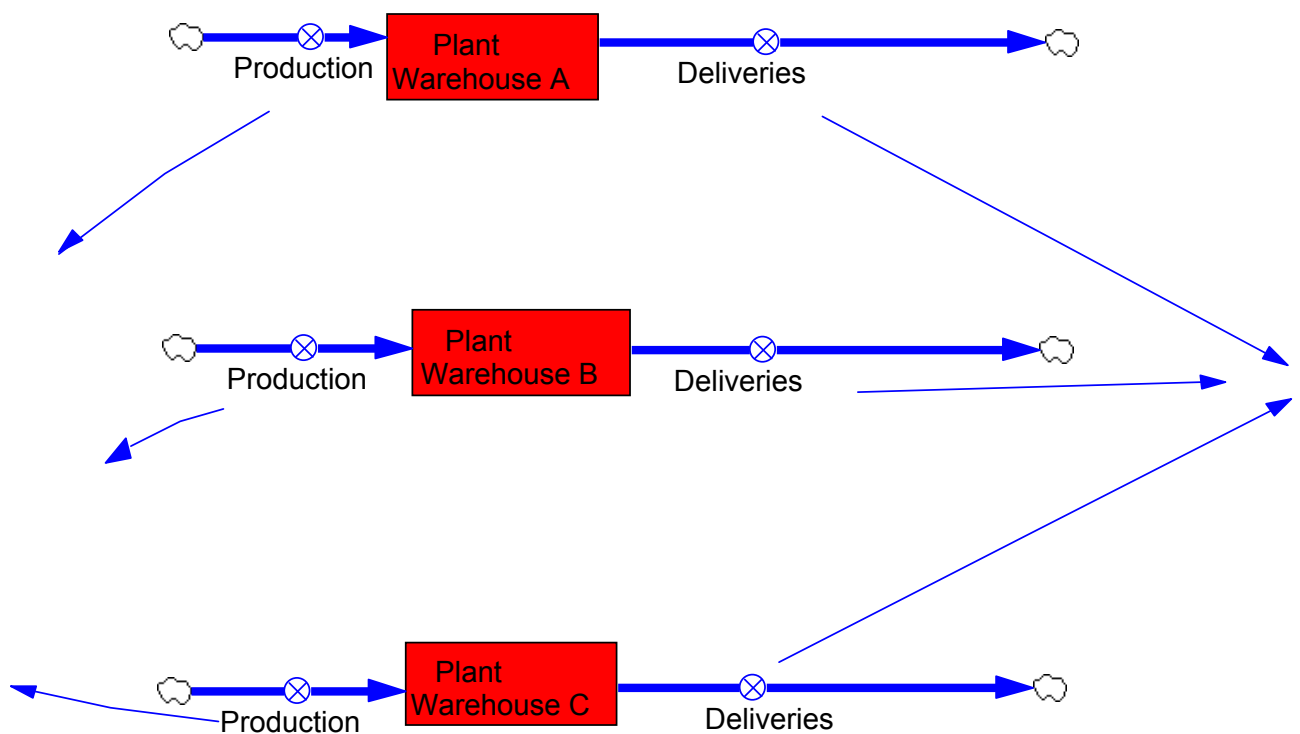 Plant
Warehouse A
Production
Deliveries
Plant
Warehouse B
Production
Deliveries
Plant
Warehouse C
Production
Deliveries